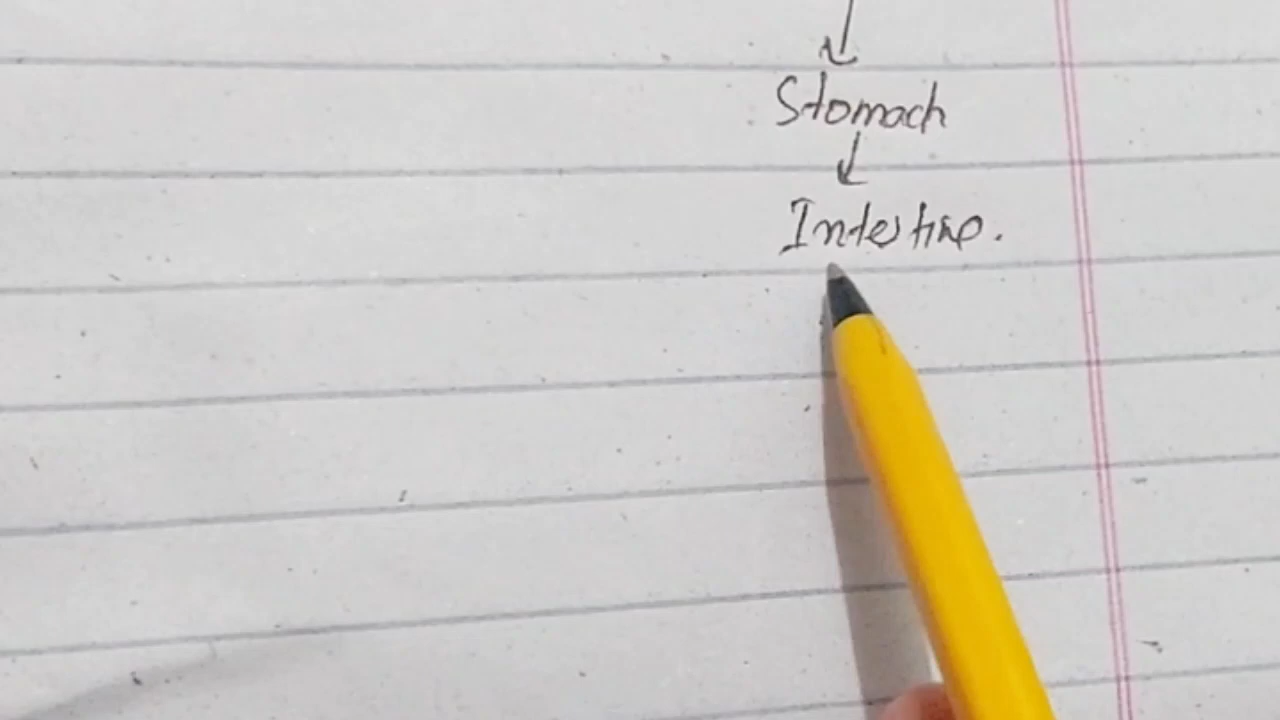 ↓
Stomach
↓
Intestine.